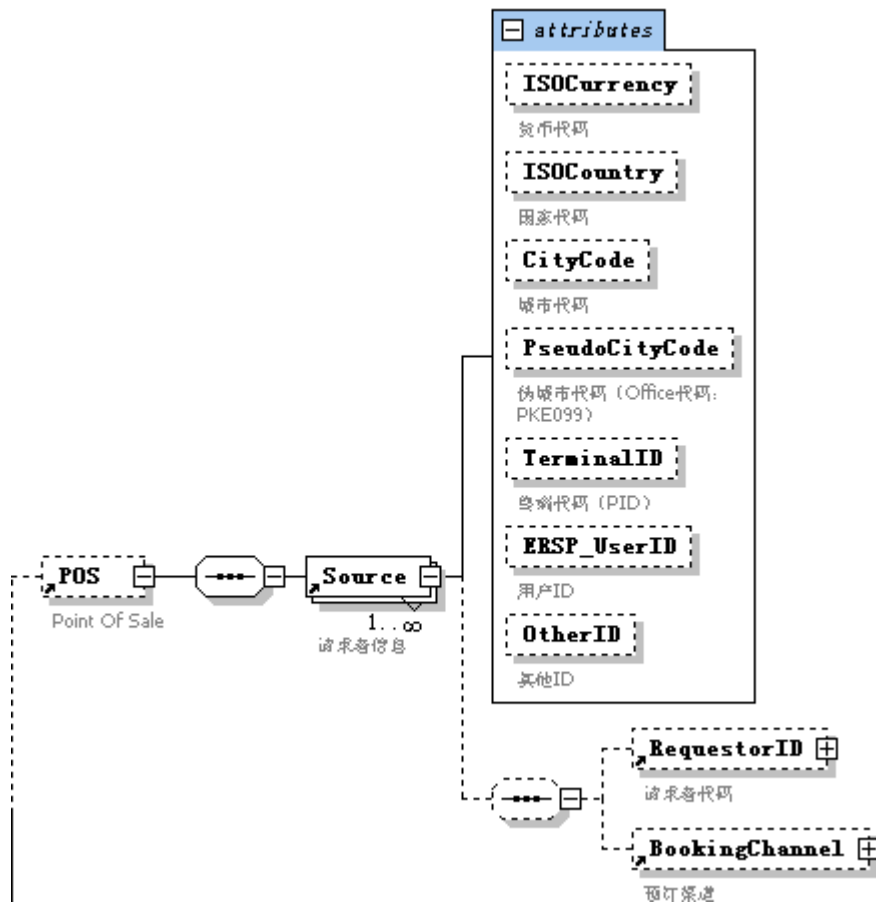 attributes
ISOCurrency
货币代码
ISOCountry
国家代码
CityCode
城市代码
PseudoCityCode
伪城市代码（Office代码：
PKE099）
TerminalID
终端代码（PID）
ERSP_UserID
用户ID
OtherID
其他ID
POS
Point Of Sale
Source
1..∞
请求者信息
RequestorID
请求者代码
BookingChannel
预订渠道